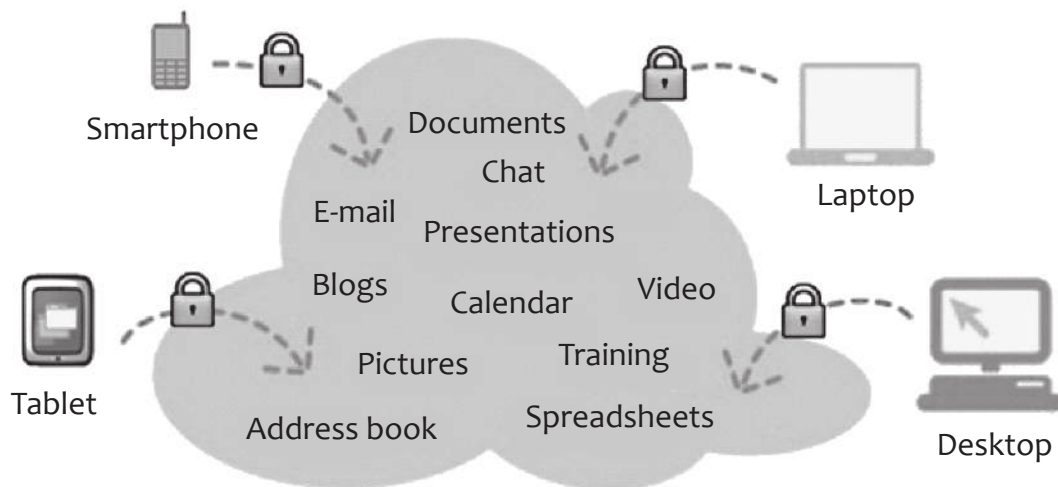 Smartphone
Documents
Chat
Laptop
E-mail
Presentations
Blogs
Calendar
Video
Tablet
Pictures
Training
Address book
Spreadsheets
Desktop